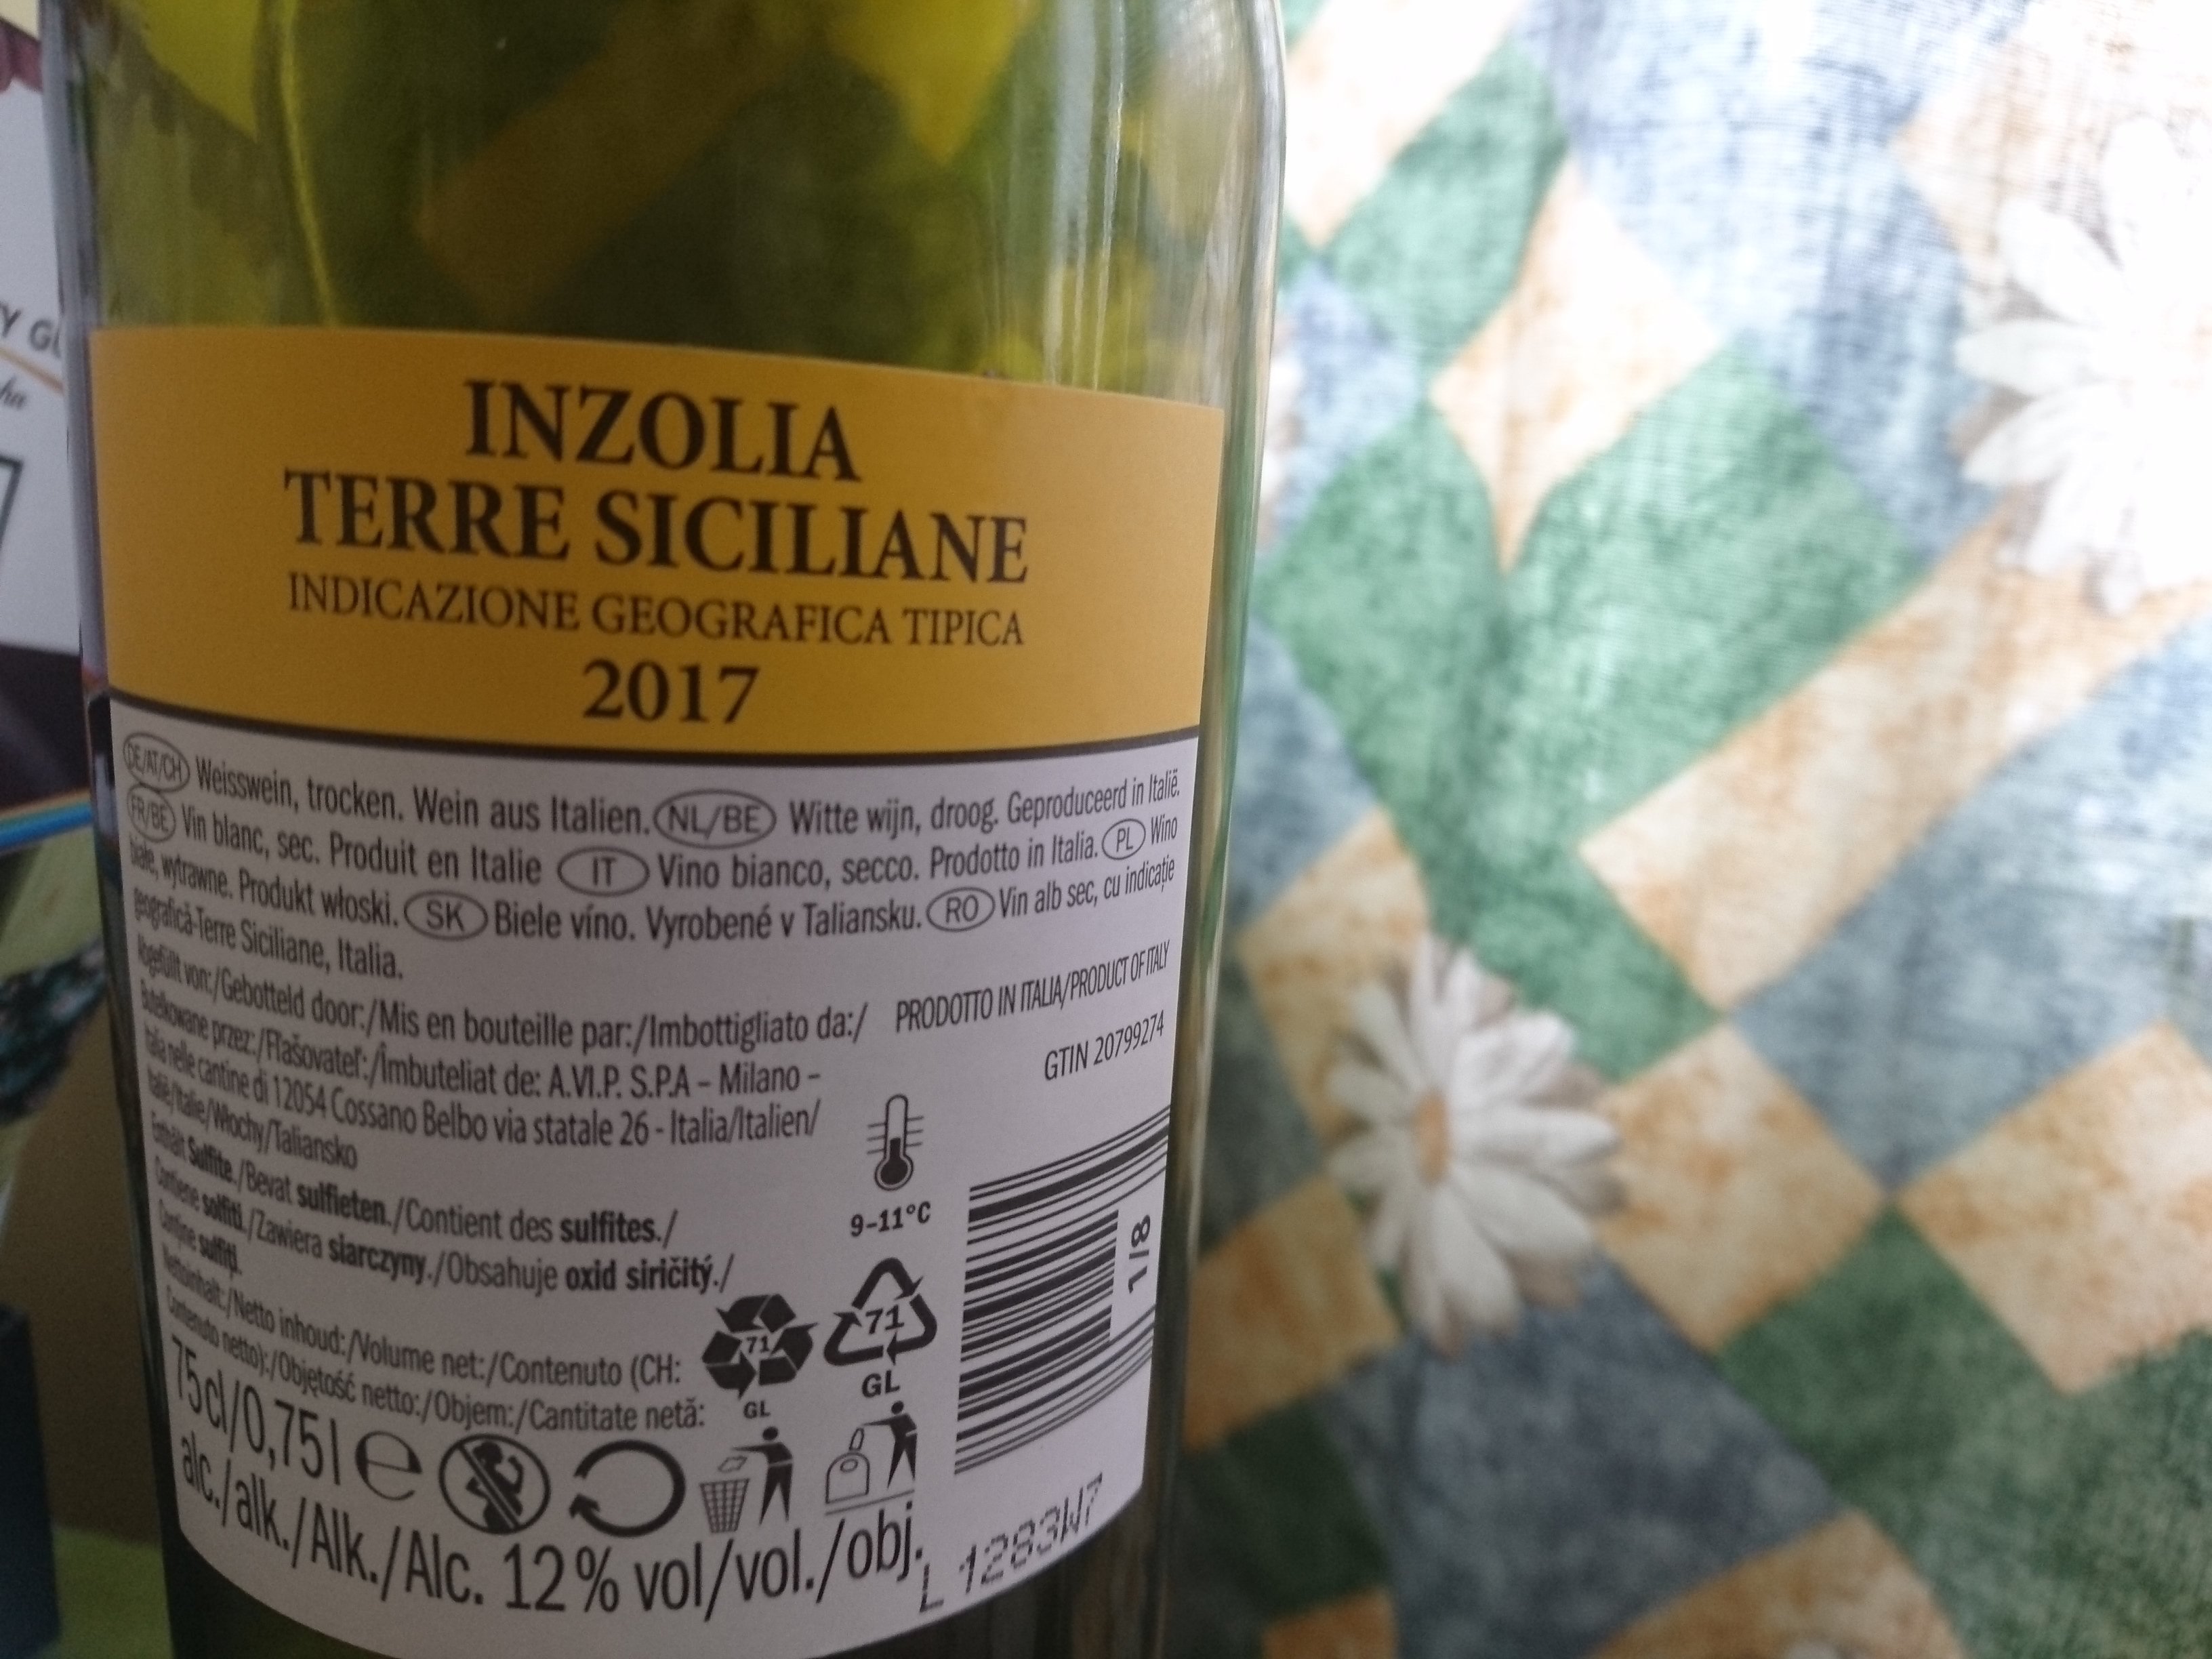 INZOLIA
TERRE SICILIANE
INDICAZIONE GEOGRAFICA TIPICA
2017
DE/AT/CH Weisswein, trocken. Wein aus Italien. NL/BE Witte wijn, droog. Geproduceerd in Italië.
FR/BE Vin blanc, sec. Produit en Italie IT Vino bianco, secco. Prodotto in Italia. PL Wino
białe, wytrawne. Produkt włoski. SK Biele víno. Vyrobené v Taliansku. RO Vin alb sec, cu indicație
geografică-Terre Siciliane, Italia.
Abgefüllt von:/Gebotteld door:/Mis en bouteille par:/Imbottigliato da:/
Butelkowane przez:/Flašovateľ:/Îmbuteliat de: A.VI.P. S.P.A – Milano –
Italia nelle cantine di 12054 Cossano Belbo via statale 26 - Italia/Italien/
Italië/Italie/Włochy/Taliansko
PRODOTTO IN ITALIA/PRODUCT OF ITALY
GTIN 20799274
Enthält Sulfite./Bevat sulfieten./Contient des sulfites./
Contiene solfiti./Zawiera siarczyny./Obsahuje oxid siričitý./
Conține sulfiți.
9-11°C
1/8
Nettoinhalt:/Netto inhoud:/Volume net:/Contenuto (CH:
Contenuto netto):/Objętość netto:/Objem:/Cantitate netă:
71
GL
71
GL
75cl/0,75l e
alc./alk./Alk./Alc. 12% vol/vol./obj.
L 1283W7
Y GU